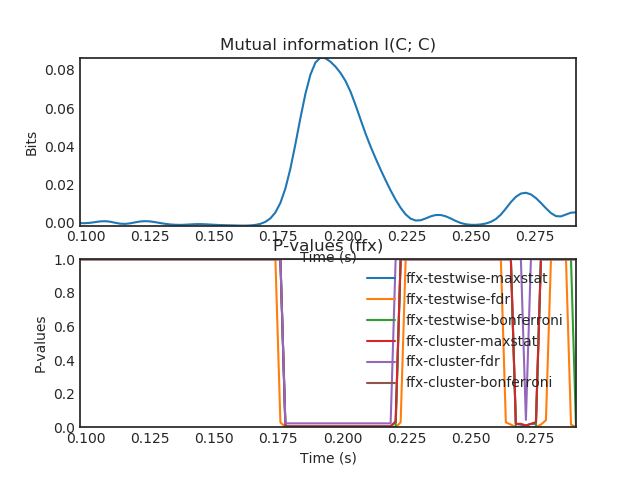 Mutual information I(C; C)
0.08
0.06
0.04
0.02
0.00
Bits
0.100 0.125 0.150 0.175 0.200 0.225 0.250 0.275
Time (s)
P-values (ffx)
1.0
0.8
0.6
0.4
0.2
0.0
P-values
ffx-testwise-maxstat
ffx-testwise-fdr
ffx-testwise-bonferroni
ffx-cluster-maxstat
ffx-cluster-fdr
ffx-cluster-bonferroni
0.100 0.125 0.150 0.175 0.200 0.225 0.250 0.275
Time (s)